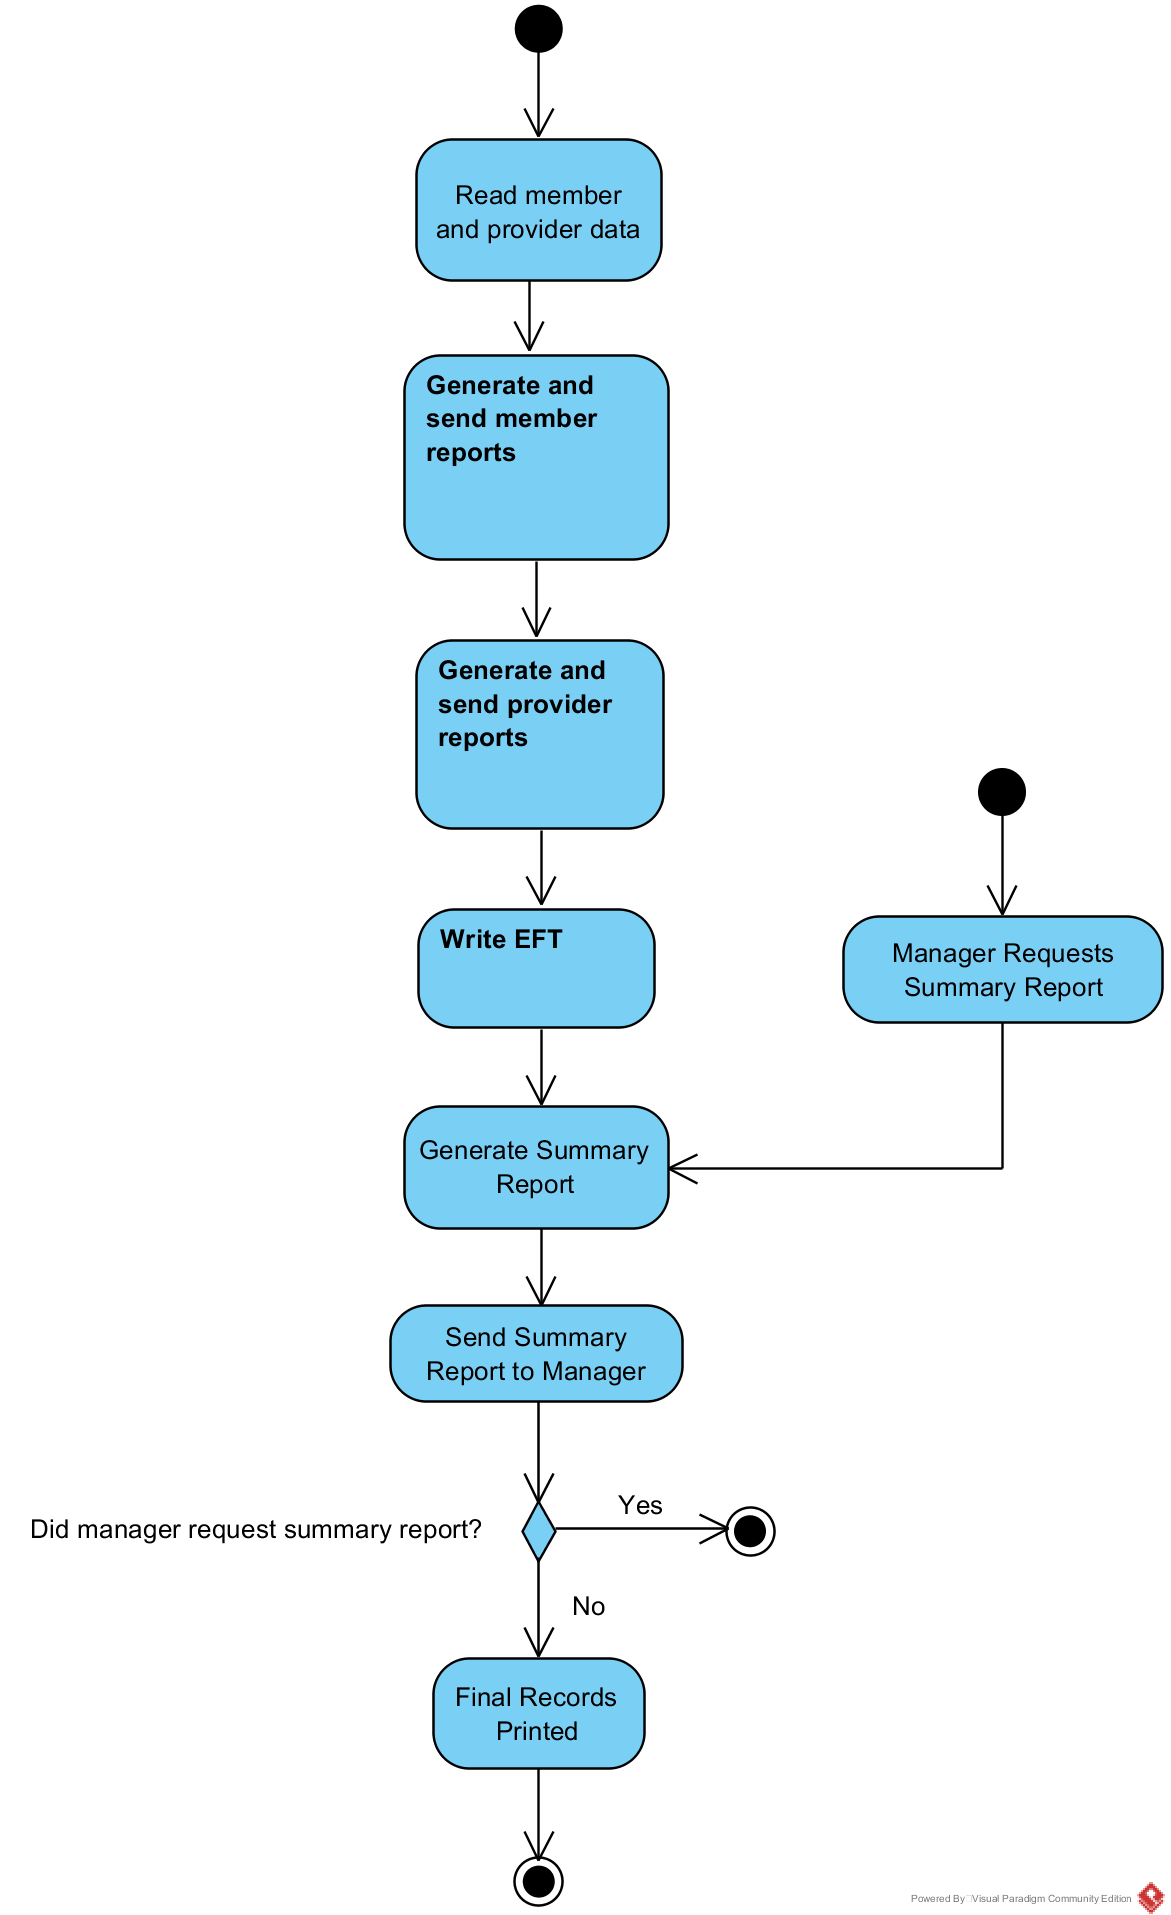 Read member
and provider data
Generate and
send member
reports
Generate and
send provider
reports
Write EFT
Manager Requests
Summary Report
Generate Summary
Report
Send Summary
Report to Manager
Did manager request summary report?
Yes
No
Final Records
Printed
Powered By Visual Paradigm Community Edition